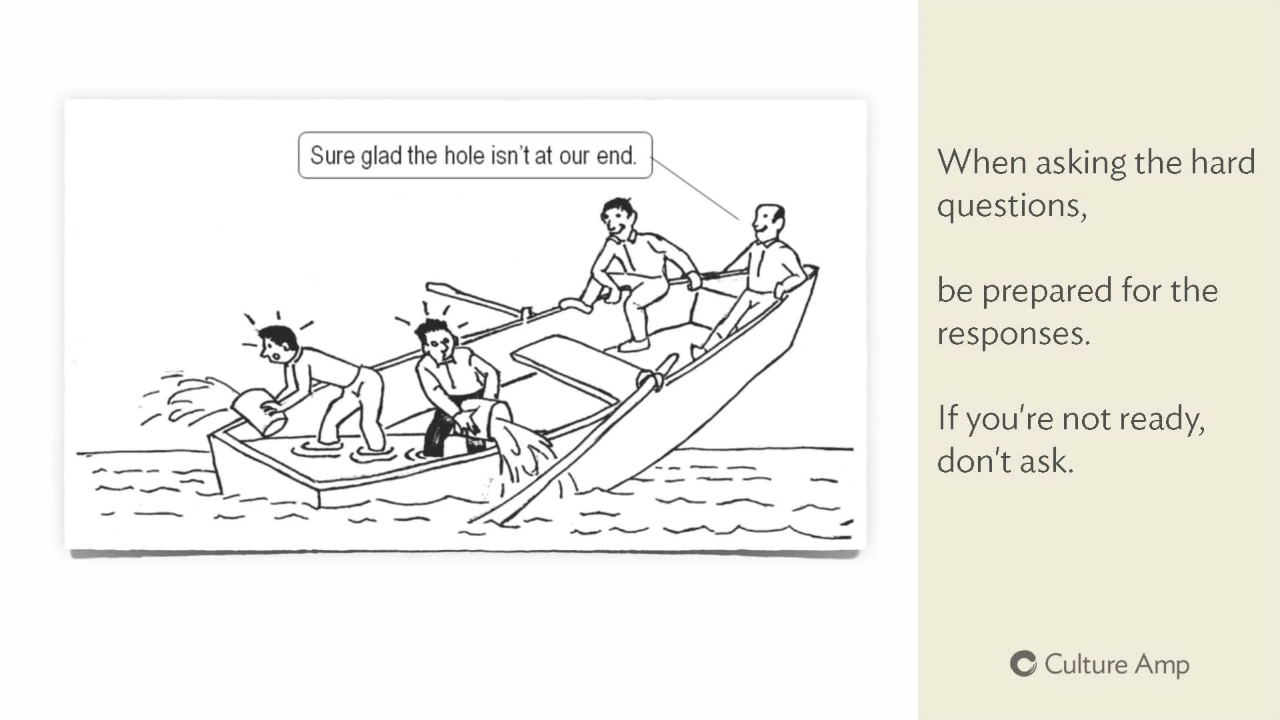 Sure glad the hole isn't at our end.
When asking the hard
questions,
be prepared for the
responses.
If you're not ready,
don't ask.
Culture Amp